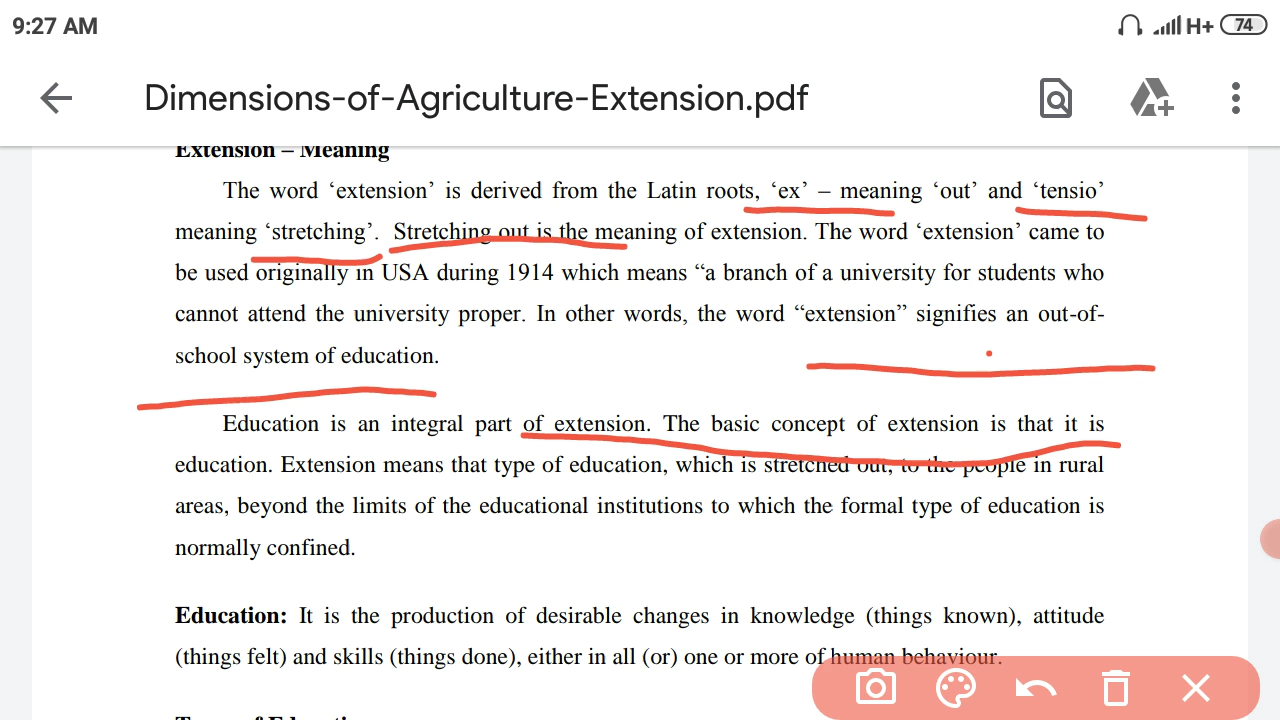 9:27 AM H+ 74
Dimensions-of-Agriculture-Extension.pdf
Extension – Meaning
The word ‘extension’ is derived from the Latin roots, ‘ex’ – meaning ‘out’ and ‘tensio’
meaning ‘stretching’. Stretching out is the meaning of extension. The word ‘extension’ came to
be used originally in USA during 1914 which means “a branch of a university for students who
cannot attend the university proper. In other words, the word “extension” signifies an out-of-
school system of education.
Education is an integral part of extension. The basic concept of extension is that it is
education. Extension means that type of education, which is stretched out, to the people in rural
areas, beyond the limits of the educational institutions to which the formal type of education is
normally confined.
Education: It is the production of desirable changes in knowledge (things known), attitude
(things felt) and skills (things done), either in all (or) one or more of human behaviour.